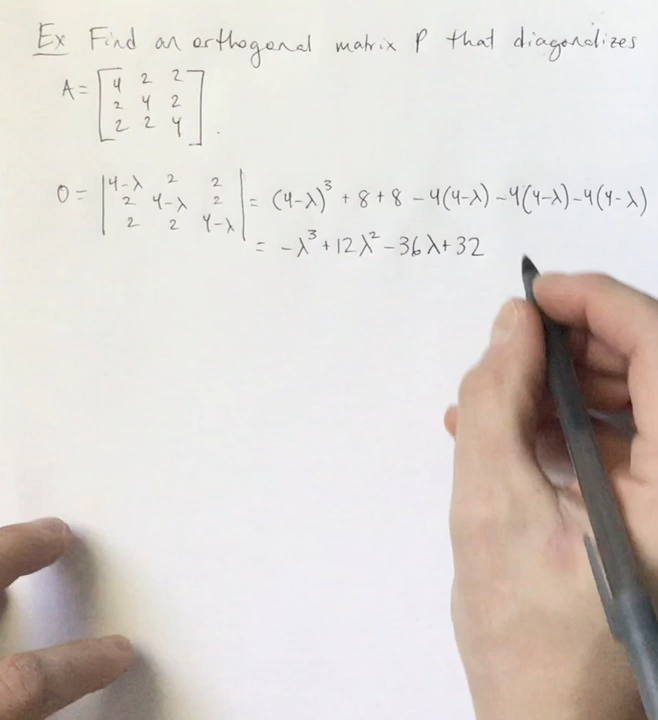 Ex Find an orthogonal matrix P that diagonalizes
A = [4 2 2
2 4 2
2 2 4].
0 = |4-λ 2 2
2 4-λ 2
2 2 4-λ| = (4-λ)³ + 8 + 8 - 4(4-λ) - 4(4-λ) - 4(4-λ)
= -λ³ + 12λ² - 36λ + 32